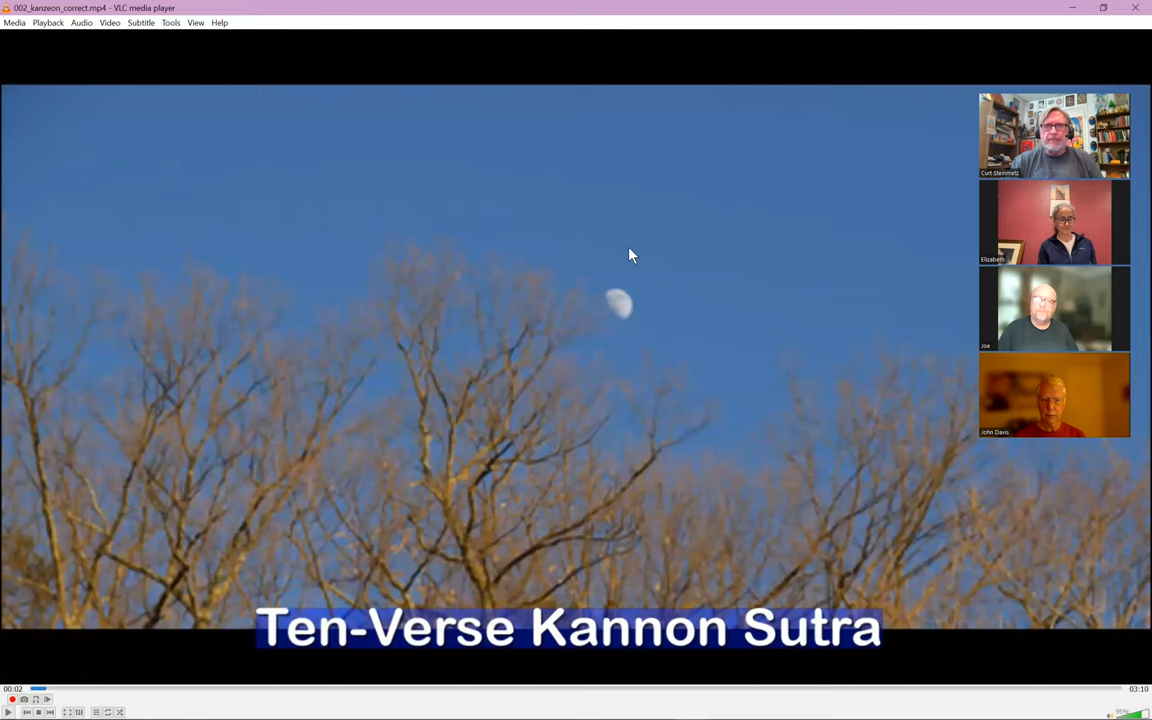 002_kanzeon_correct.mp4 - VLC media player
Media Playback Audio Video Subtitle Tools View Help
Curt Steinmetz
Elizabeth
Joe
John Davis
Ten-Verse Kannon Sutra
00:02
03:10
95%